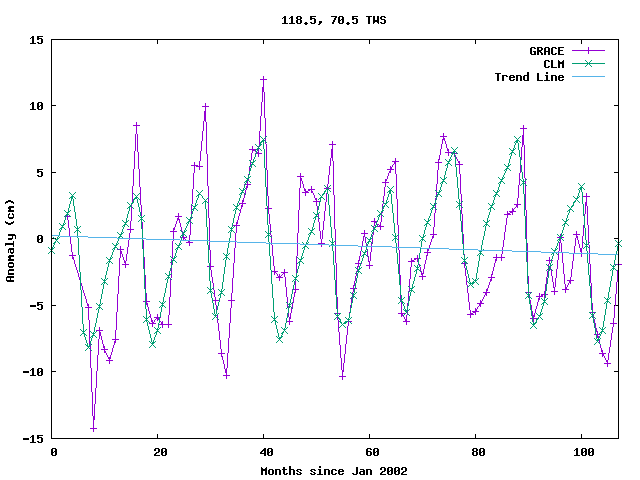 118.5, 70.5 TWS
GRACE
CLM
Trend Line
15
10
5
0
-5
-10
-15
Anomaly (cm)
0 20 40 60 80 100
Months since Jan 2002